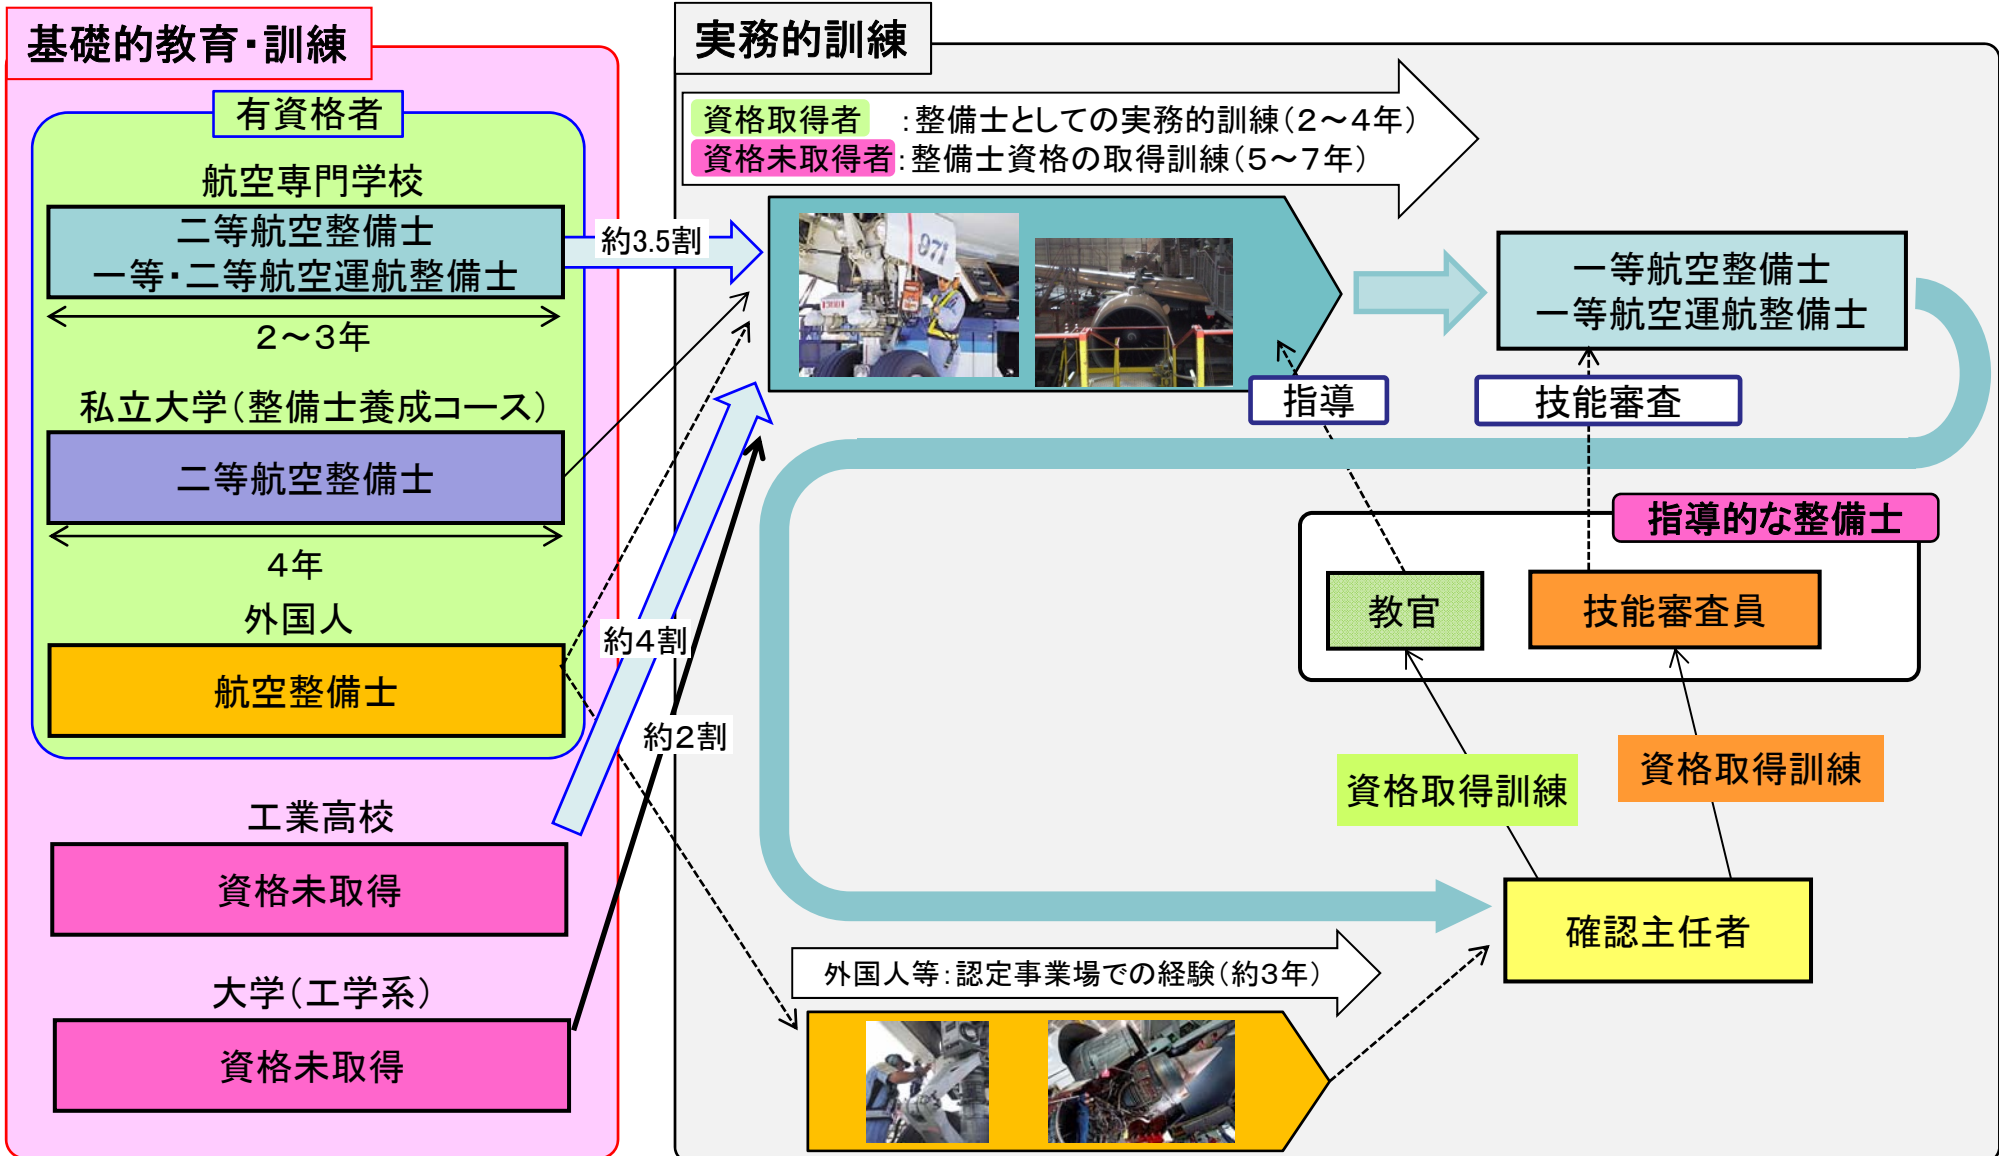 基礎的教育・訓練
有資格者
航空専門学校
二等航空整備士
一等・二等航空運航整備士
2～3年
私立大学（整備士養成コース）
二等航空整備士
4年
外国人
航空整備士
工業高校
資格未取得
大学（工学系）
資格未取得
約3.5割
約4割
約2割
実務的訓練
資格取得者　：整備士としての実務的訓練（2～4年）
資格未取得者：整備士資格の取得訓練（5～7年）
971
一等航空整備士
一等航空運航整備士
指導
技能審査
指導的な整備士
教官
技能審査員
資格取得訓練
資格取得訓練
確認主任者
外国人等：認定事業場での経験（約3年）